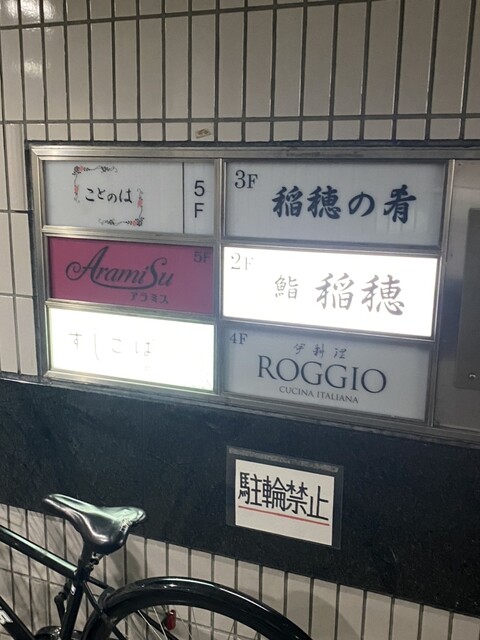 ことのは
5F
3F
稲穂の肴
AramiSu
5F
アラミス
2F
鮨 稲穂
すしこは
4F
伊料理
ROGGIO
CUCINA ITALIANA
駐輪禁止